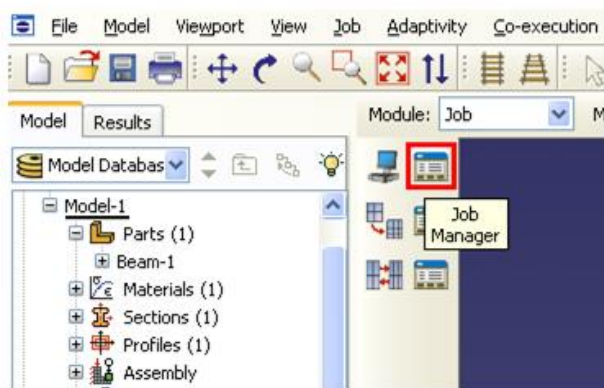 File Model Viewport View Job Adaptivity Co-execution
Model Results
Module: Job
Model Databas
Model-1
Parts (1)
Beam-1
Materials (1)
Sections (1)
Profiles (1)
Assembly
Job
Manager